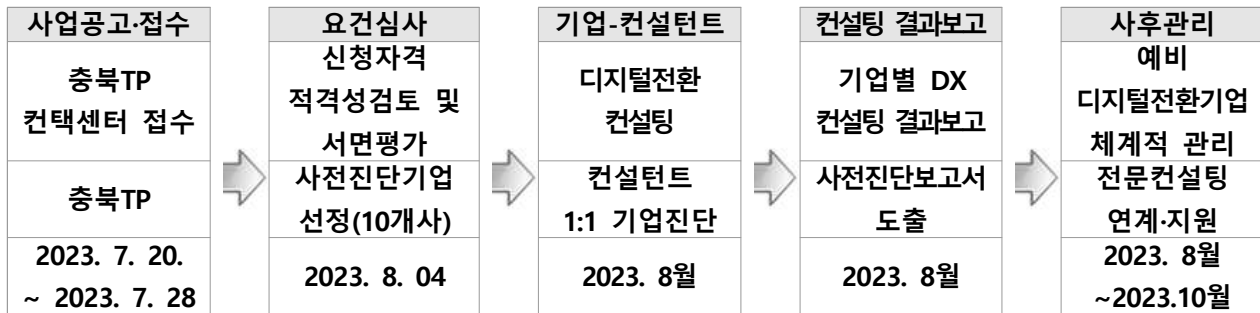 사업공고·접수
충북TP
컨택센터 접수
충북TP
2023. 7. 20.
~ 2023. 7. 28
요건심사
신청자격
적격성검토 및
서면평가
사전진단기업
선정(10개사)
2023. 8. 04
기업-컨설턴트
디지털전환
컨설팅
컨설턴트
1:1 기업진단
2023. 8월
컨설팅 결과보고
기업별 DX
컨설팅 결과보고
사전진단보고서
도출
2023. 8월
사후관리
예비
디지털전환기업
체계적 관리
전문컨설팅
연계·지원
2023. 8월
~2023.10월